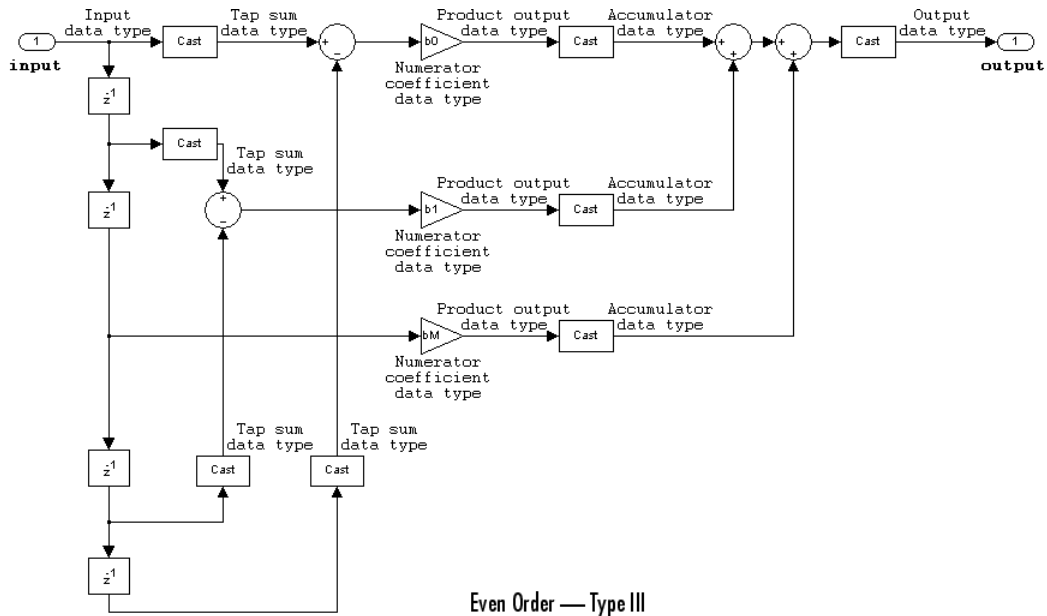 Input
data type
Tap sum
data type
Product output
data type
Accumulator
data type
Output
data type
1
input
Cast
+
−
b0
Cast
+
+
+
+
Cast
1
output
Numerator
coefficient
data type
z-1
Cast
Tap sum
data type
z-1
+
−
b1
Product output
data type
Cast
Accumulator
data type
Numerator
coefficient
data type
Product output
data type
Accumulator
data type
bM
Cast
Numerator
coefficient
data type
Tap sum
data type
Tap sum
data type
z-1
Cast
Cast
z-1
Even Order — Type III